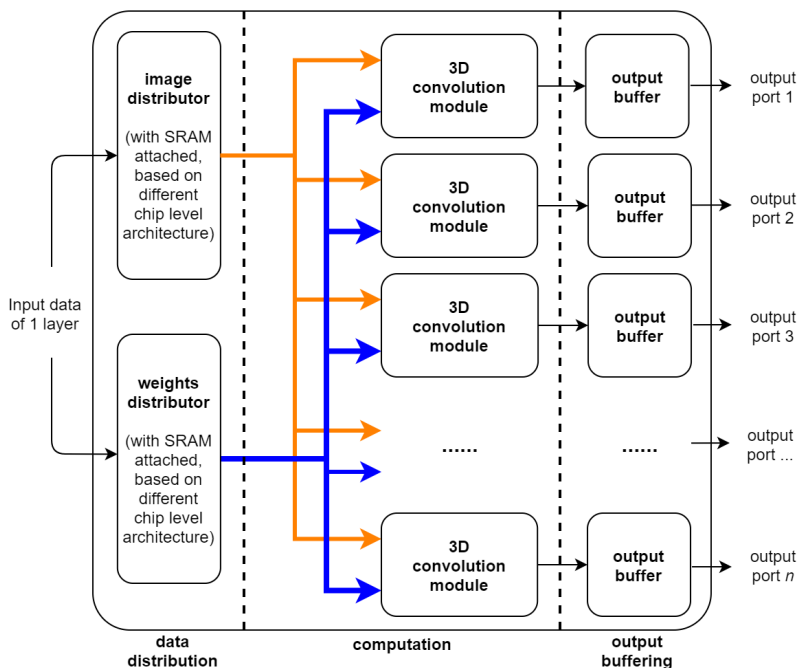 Input data
of 1 layer
image
distributor
(with SRAM
attached,
based on
different
chip level
architecture)
weights
distributor
(with SRAM
attached,
based on
different
chip level
architecture)
3D
convolution
module
3D
convolution
module
3D
convolution
module
......
3D
convolution
module
output
buffer
output
buffer
output
buffer
......
output
buffer
output
port 1
output
port 2
output
port 3
output
port ...
output
port n
data
distribution
computation
output
buffering